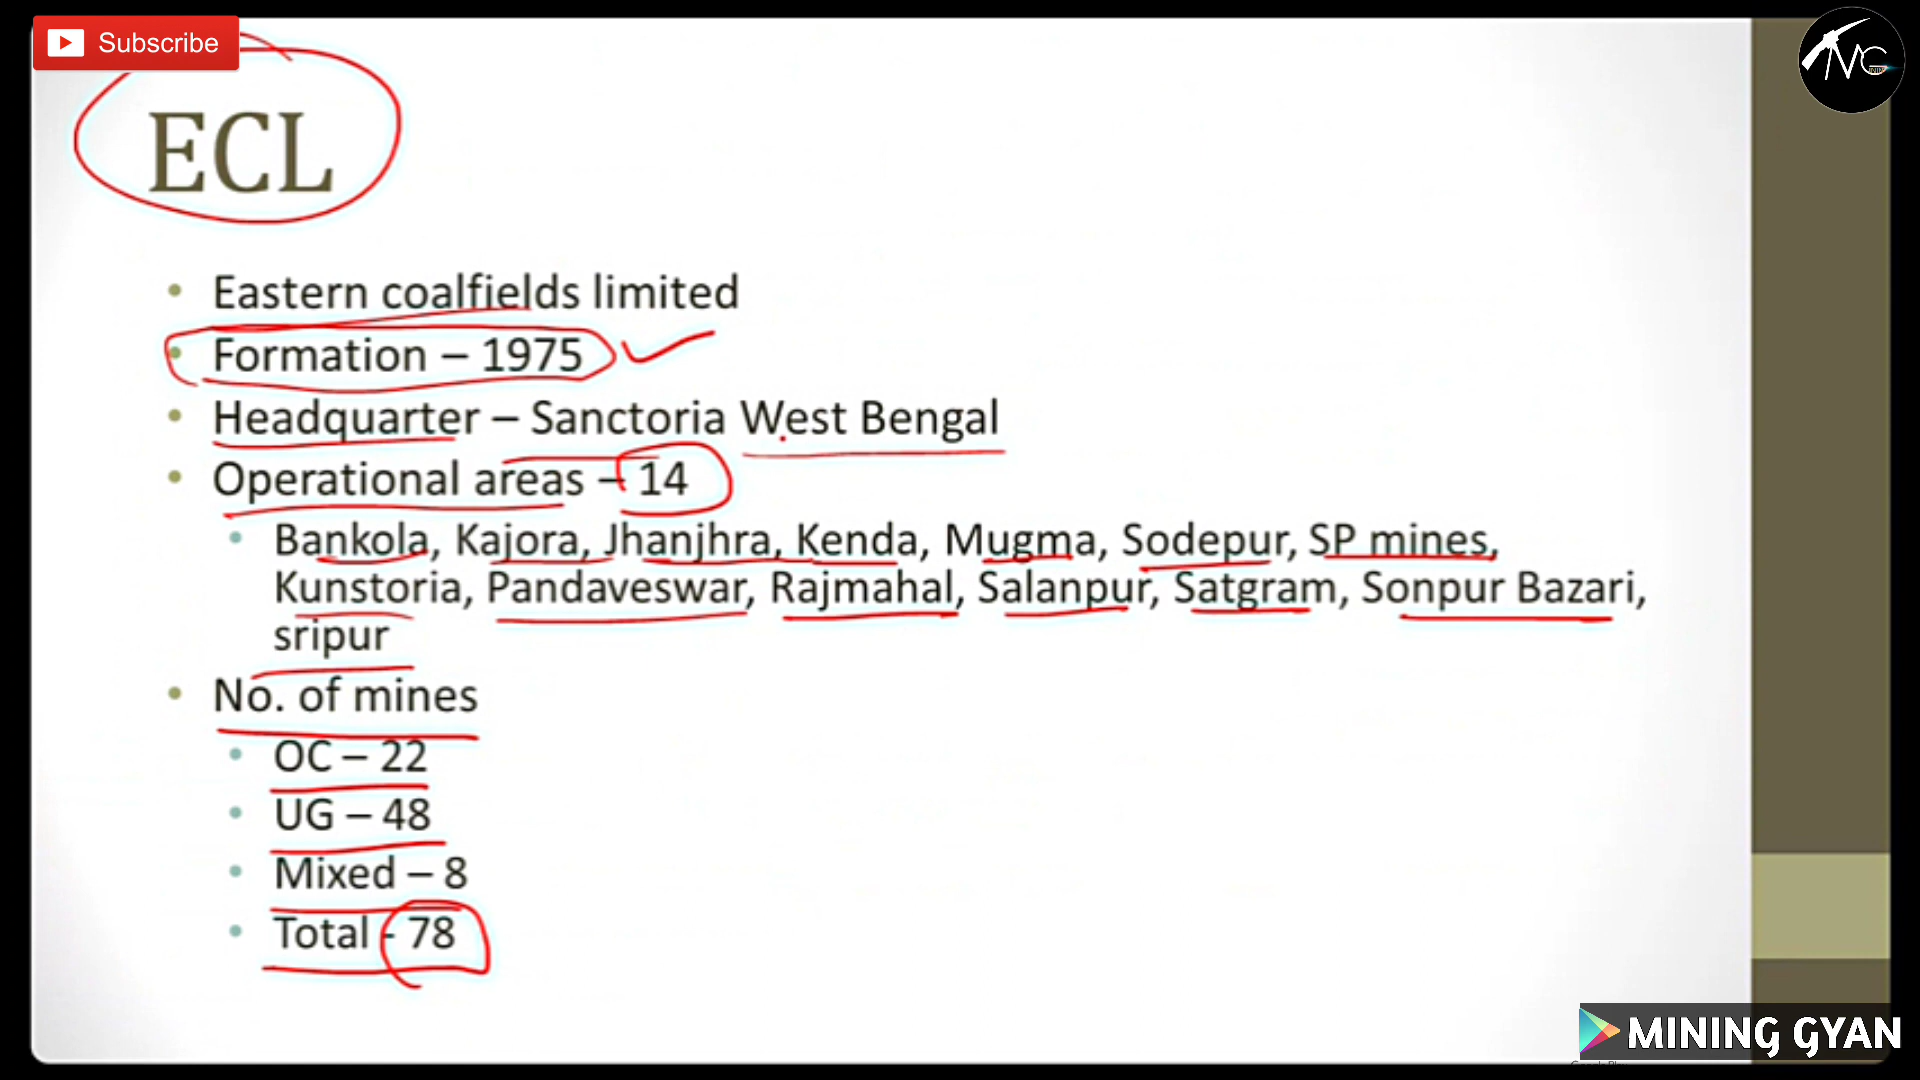 Subscribe
ECL
Eastern coalfields limited
Formation – 1975
Headquarter – Sanctoria West Bengal
Operational areas – 14
Bankola, Kajora, Jhanjhra, Kenda, Mugma, Sodepur, SP mines,
Kunstoria, Pandaveswar, Rajmahal, Salanpur, Satgram, Sonpur Bazari,
sripur
No. of mines
OC – 22
UG – 48
Mixed – 8
Total - 78
MINING GYAN